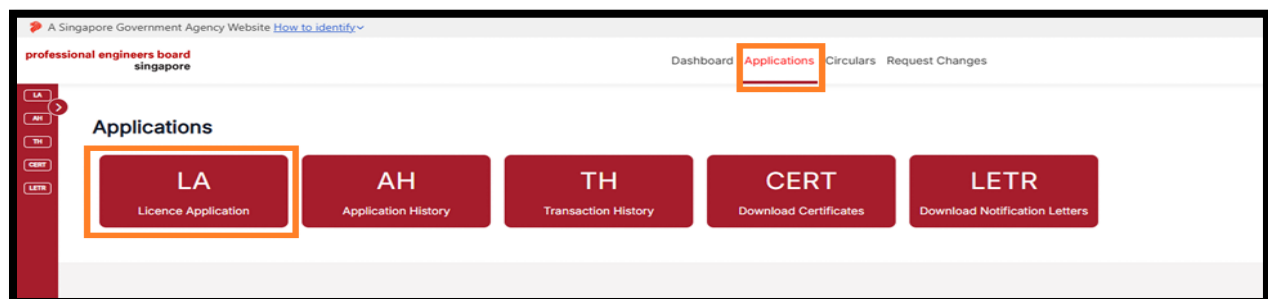 A Singapore Government Agency Website How to identify
professional engineers board
singapore
Dashboard Applications Circulars Request Changes
LA
AH
TH
CERT
LETR
Applications
LA AH TH CERT LETR
Licence Application Application History Transaction History Download Certificates Download Notification Letters